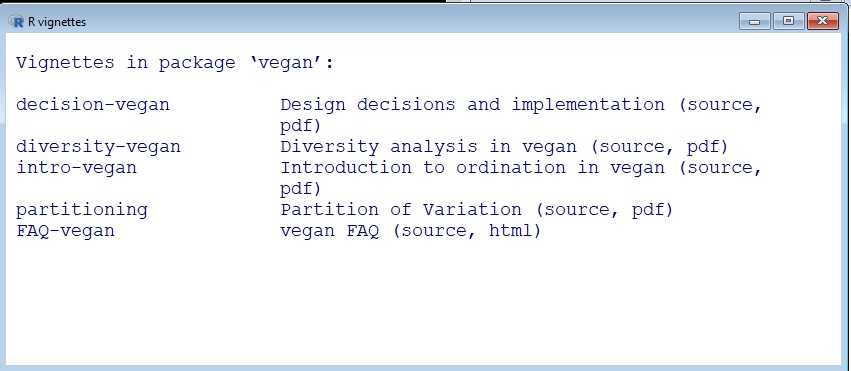 R vignettes
Vignettes in package ‘vegan’:
decision-vegan Design decisions and implementation (source,
pdf)
diversity-vegan Diversity analysis in vegan (source, pdf)
intro-vegan Introduction to ordination in vegan (source,
pdf)
partitioning Partition of Variation (source, pdf)
FAQ-vegan vegan FAQ (source, html)